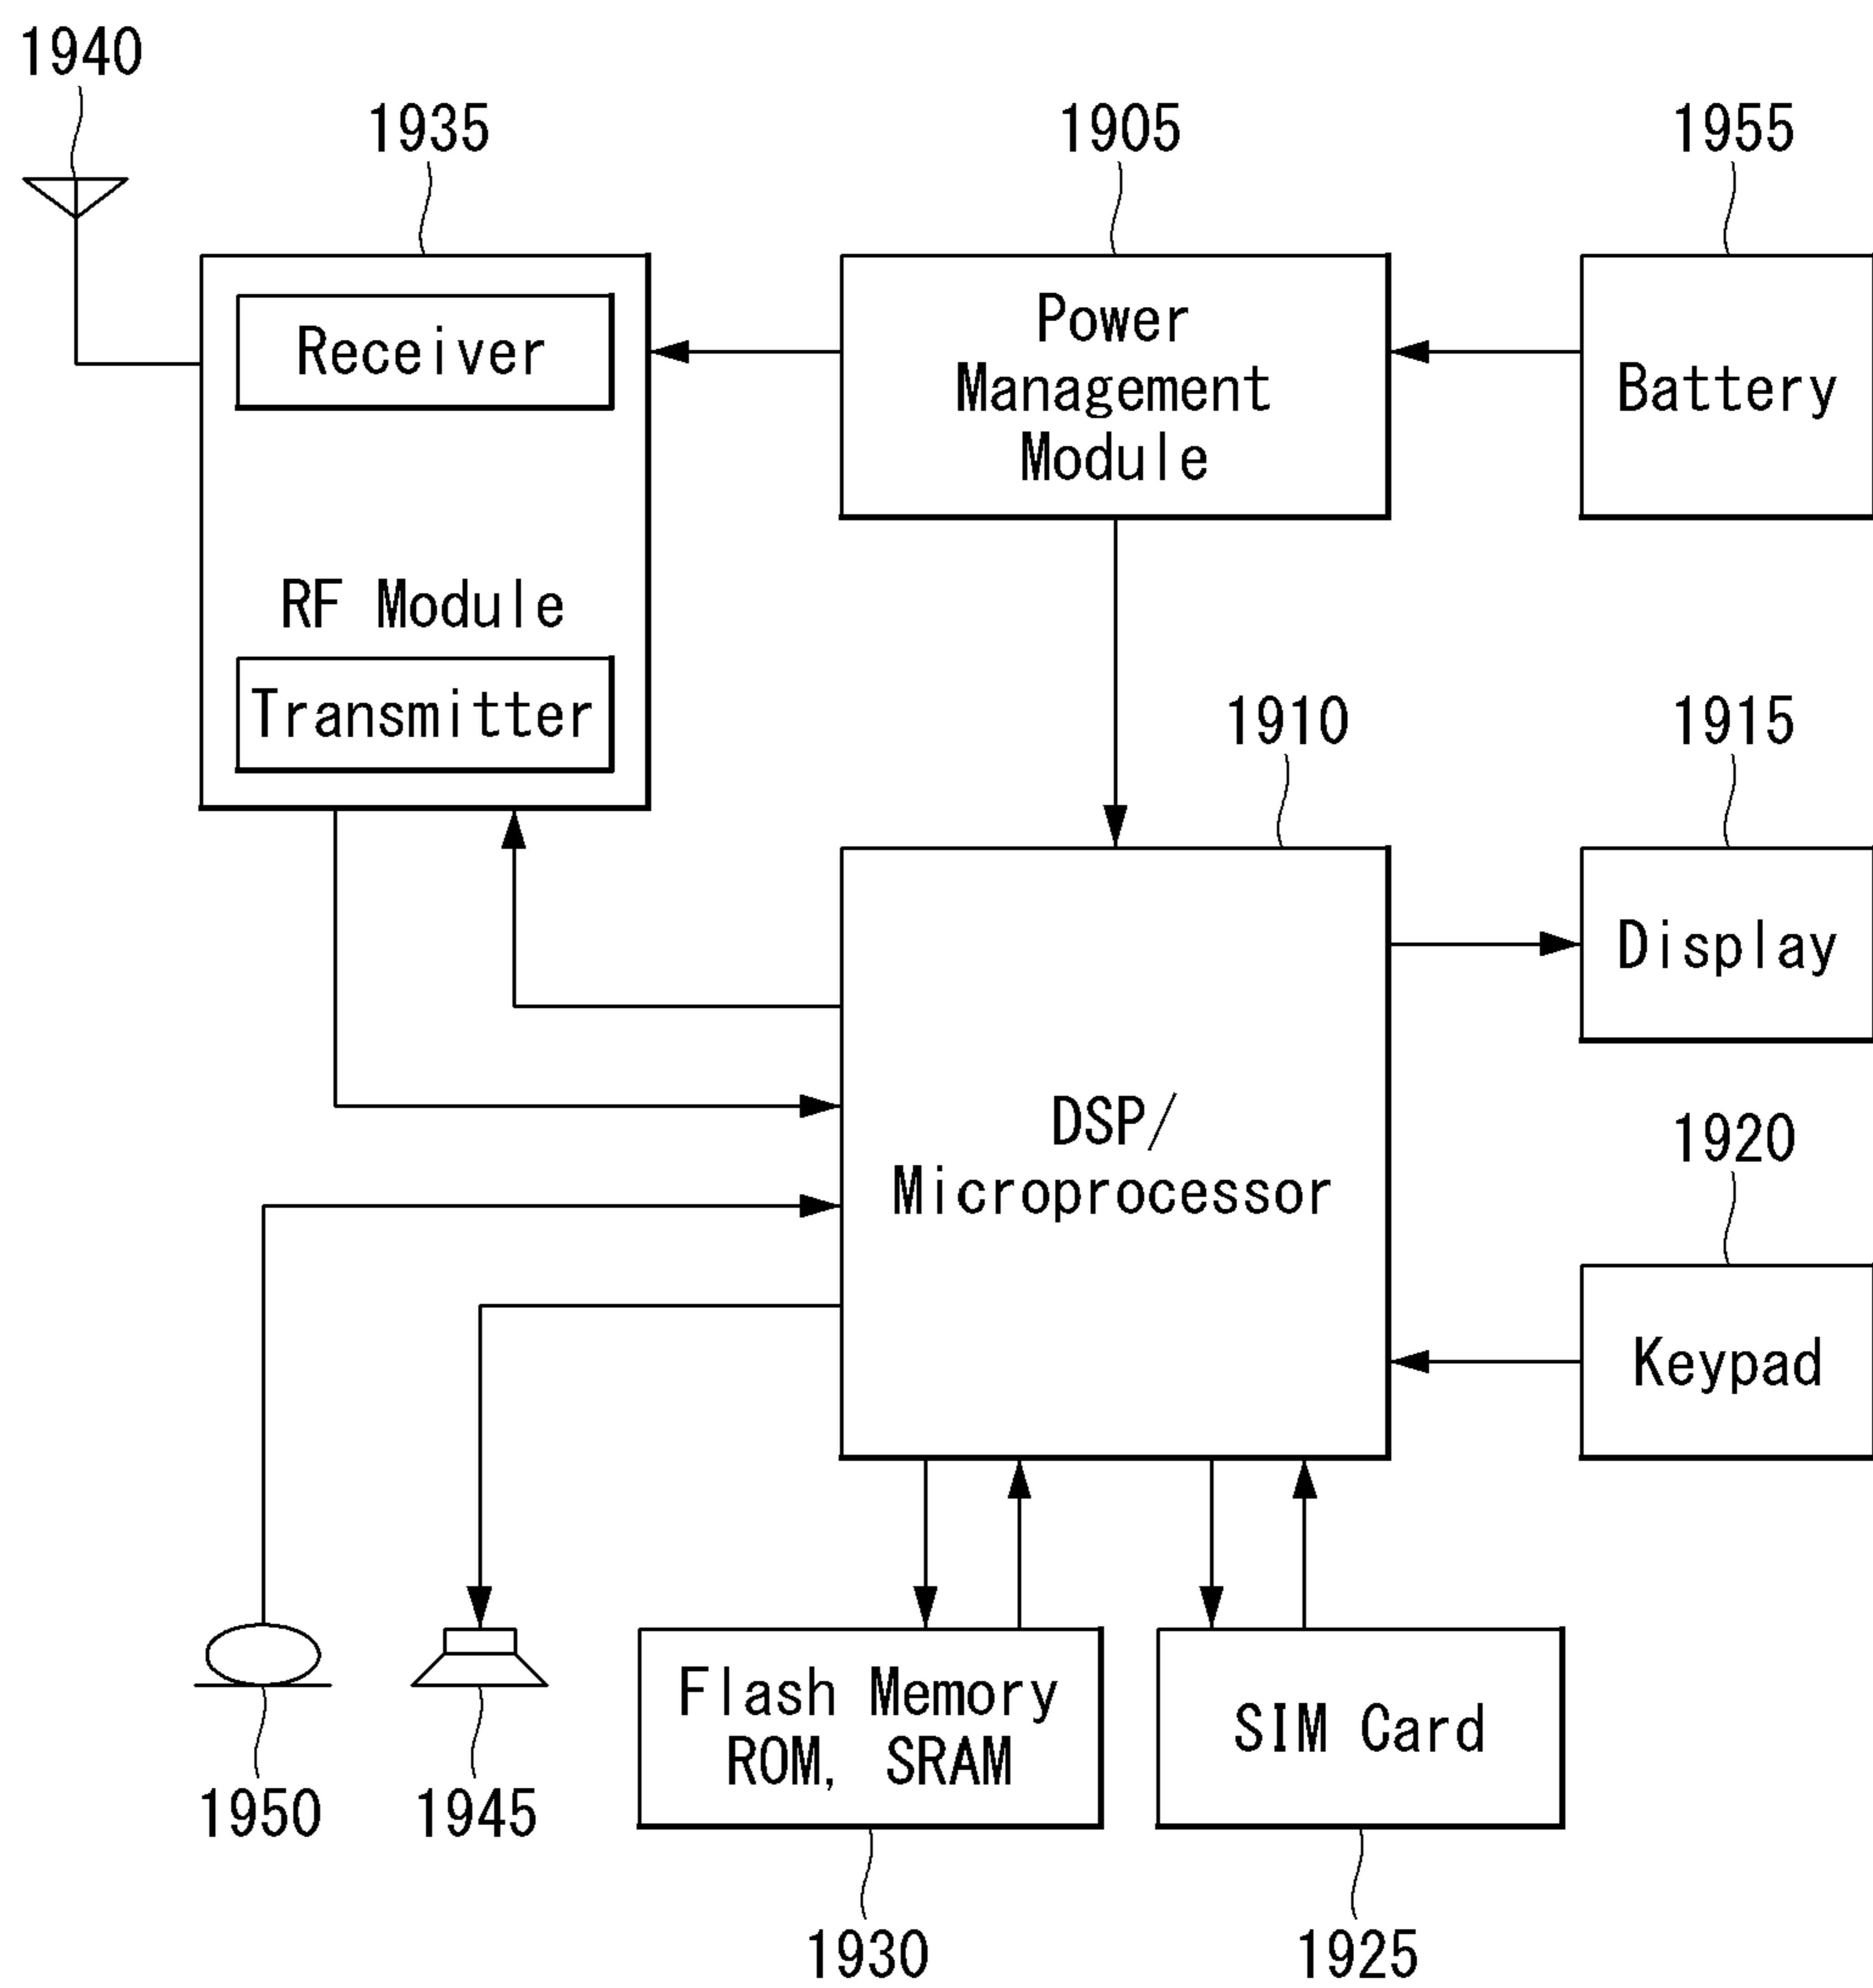 1940
1935
1905
1955
Receiver
RF Module
Transmitter
Power
Management
Module
Battery
1910
1915
DSP/
Microprocessor
Display
1920
Keypad
Flash Memory
ROM, SRAM
SIM Card
1950
1945
1930
1925